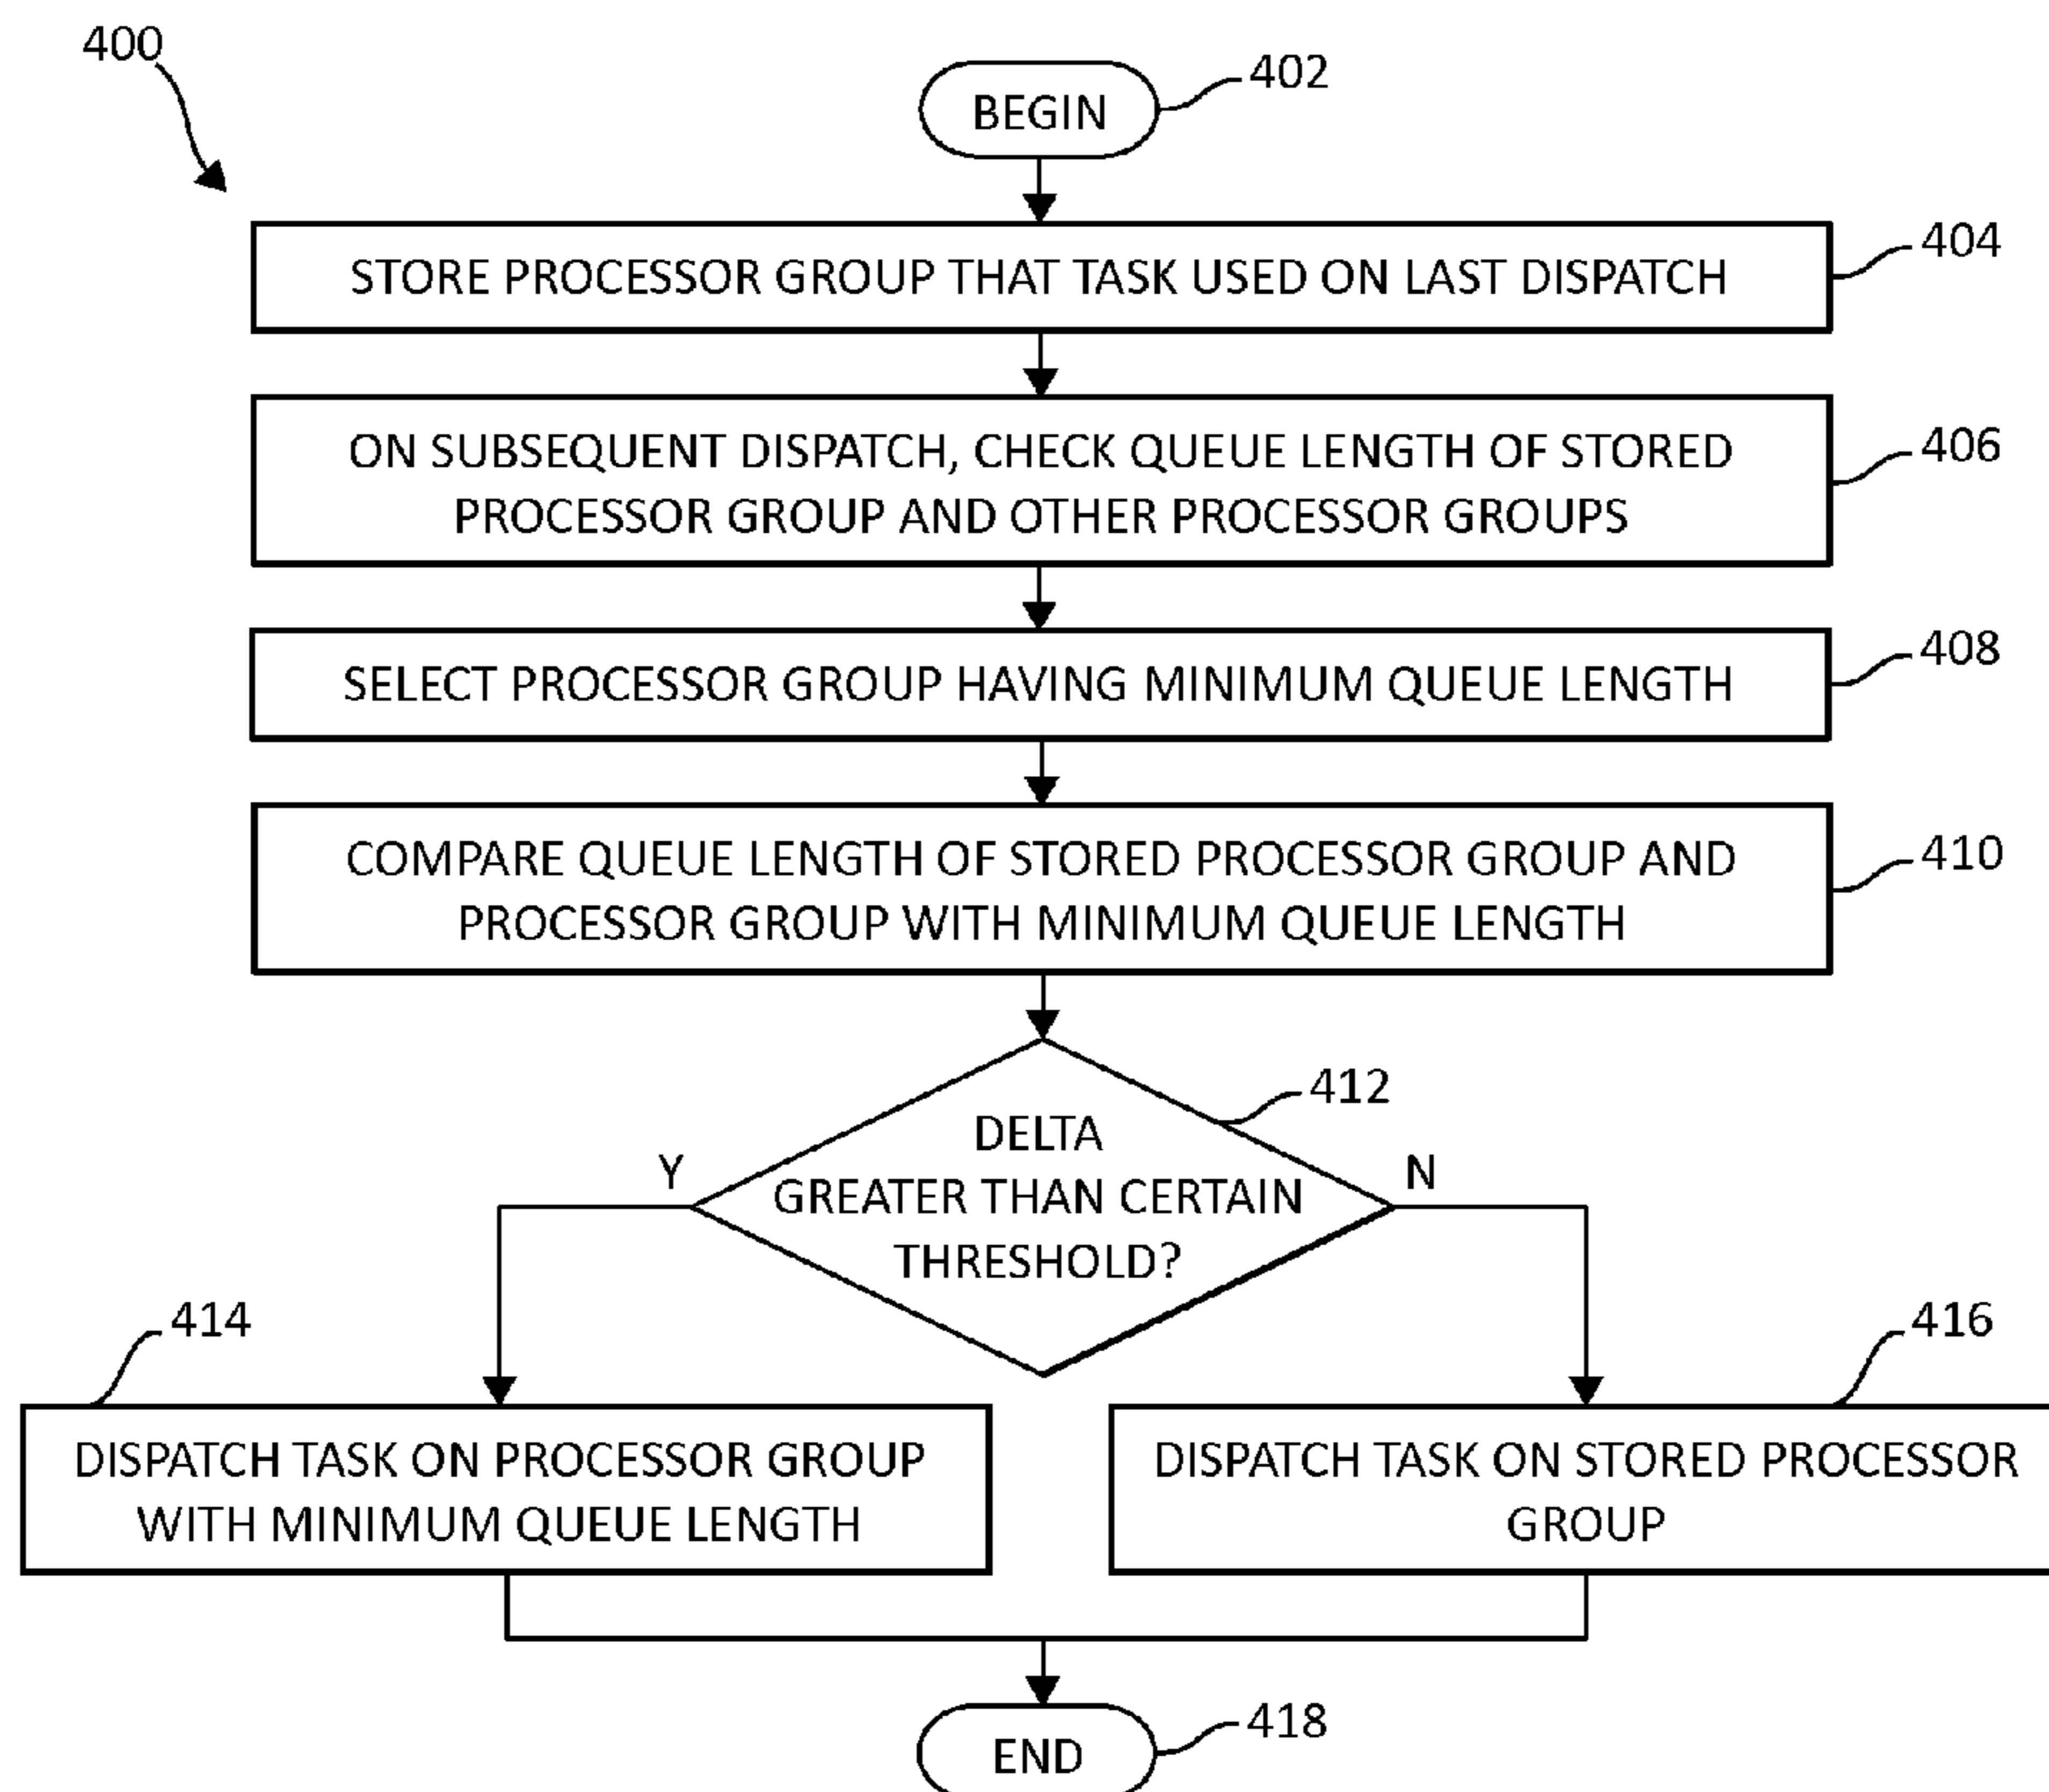 400
BEGIN
402
STORE PROCESSOR GROUP THAT TASK USED ON LAST DISPATCH
404
ON SUBSEQUENT DISPATCH, CHECK QUEUE LENGTH OF STORED
PROCESSOR GROUP AND OTHER PROCESSOR GROUPS
406
SELECT PROCESSOR GROUP HAVING MINIMUM QUEUE LENGTH
408
COMPARE QUEUE LENGTH OF STORED PROCESSOR GROUP AND
PROCESSOR GROUP WITH MINIMUM QUEUE LENGTH
410
412
DELTA
GREATER THAN CERTAIN
THRESHOLD?
Y
N
414
DISPATCH TASK ON PROCESSOR GROUP
WITH MINIMUM QUEUE LENGTH
416
DISPATCH TASK ON STORED PROCESSOR
GROUP
END
418